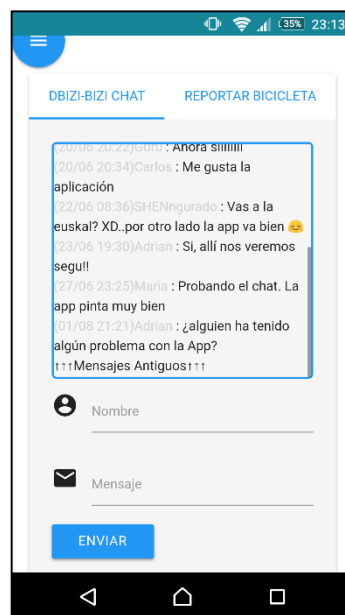 35% 23:13
DBIZI-BIZI CHAT REPORTAR BICICLETA
(20/06 20:22)Guru : Ahora siiiiiii
(20/06 20:34)Carlos : Me gusta la
aplicación
(22/06 08:36)SHENngurado : Vas a la
euskal? XD..por otro lado la app va bien 😊
(23/06 19:30)Adrian : Si, allí nos veremos
segu!!
(27/06 23:25)Maria : Probando el chat. La
app pinta muy bien
(01/08 21:21)Adrian : ¿alguien ha tenido
algún problema con la App?
↑↑↑Mensajes Antiguos↑↑↑
Nombre
Mensaje
ENVIAR